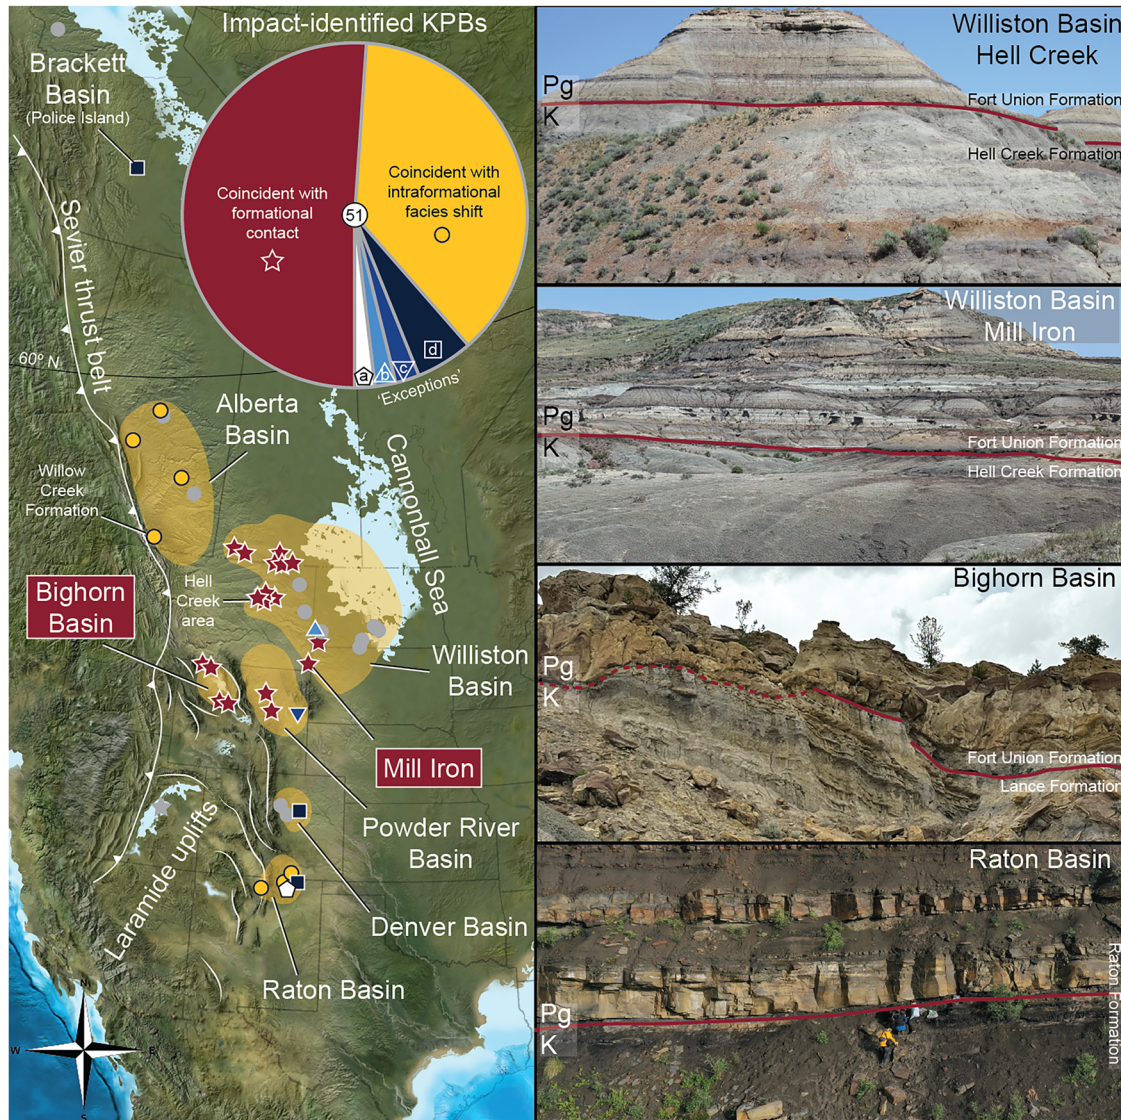 Impact-identified KPBs
Brackett
Basin
(Police Island)
Coincident with
formational
contact
51
Coincident with
intraformational
facies shift
a
b
c
d
'Exceptions'
Sevier thrust belt
60º N
Alberta
Basin
Willow
Creek
Formation
Cannonball Sea
Hell
Creek
area
Bighorn
Basin
Williston
Basin
Mill Iron
Powder River
Basin
Laramide uplifts
Denver Basin
Raton Basin
N
W
E
S
Williston Basin
Hell Creek
Pg
K
Fort Union Formation
Hell Creek Formation
Williston Basin
Mill Iron
Pg
K
Fort Union Formation
Hell Creek Formation
Bighorn Basin
Pg
K
Fort Union Formation
Lance Formation
Raton Basin
Pg
K
Raton Formation